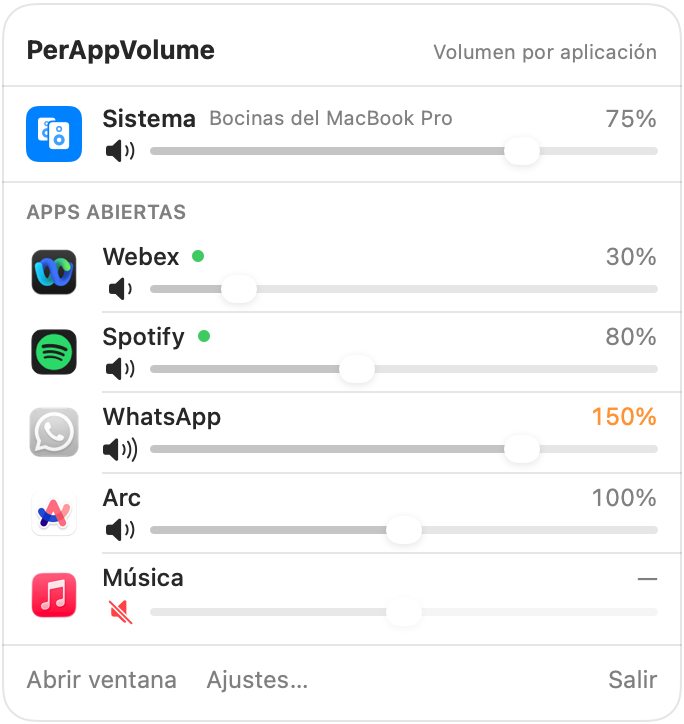 PerAppVolume Volumen por aplicación
Sistema Bocinas del MacBook Pro 75%
APPS ABIERTAS
Webex 30%
Spotify 80%
WhatsApp 150%
Arc 100%
Música —
Abrir ventana Ajustes... Salir